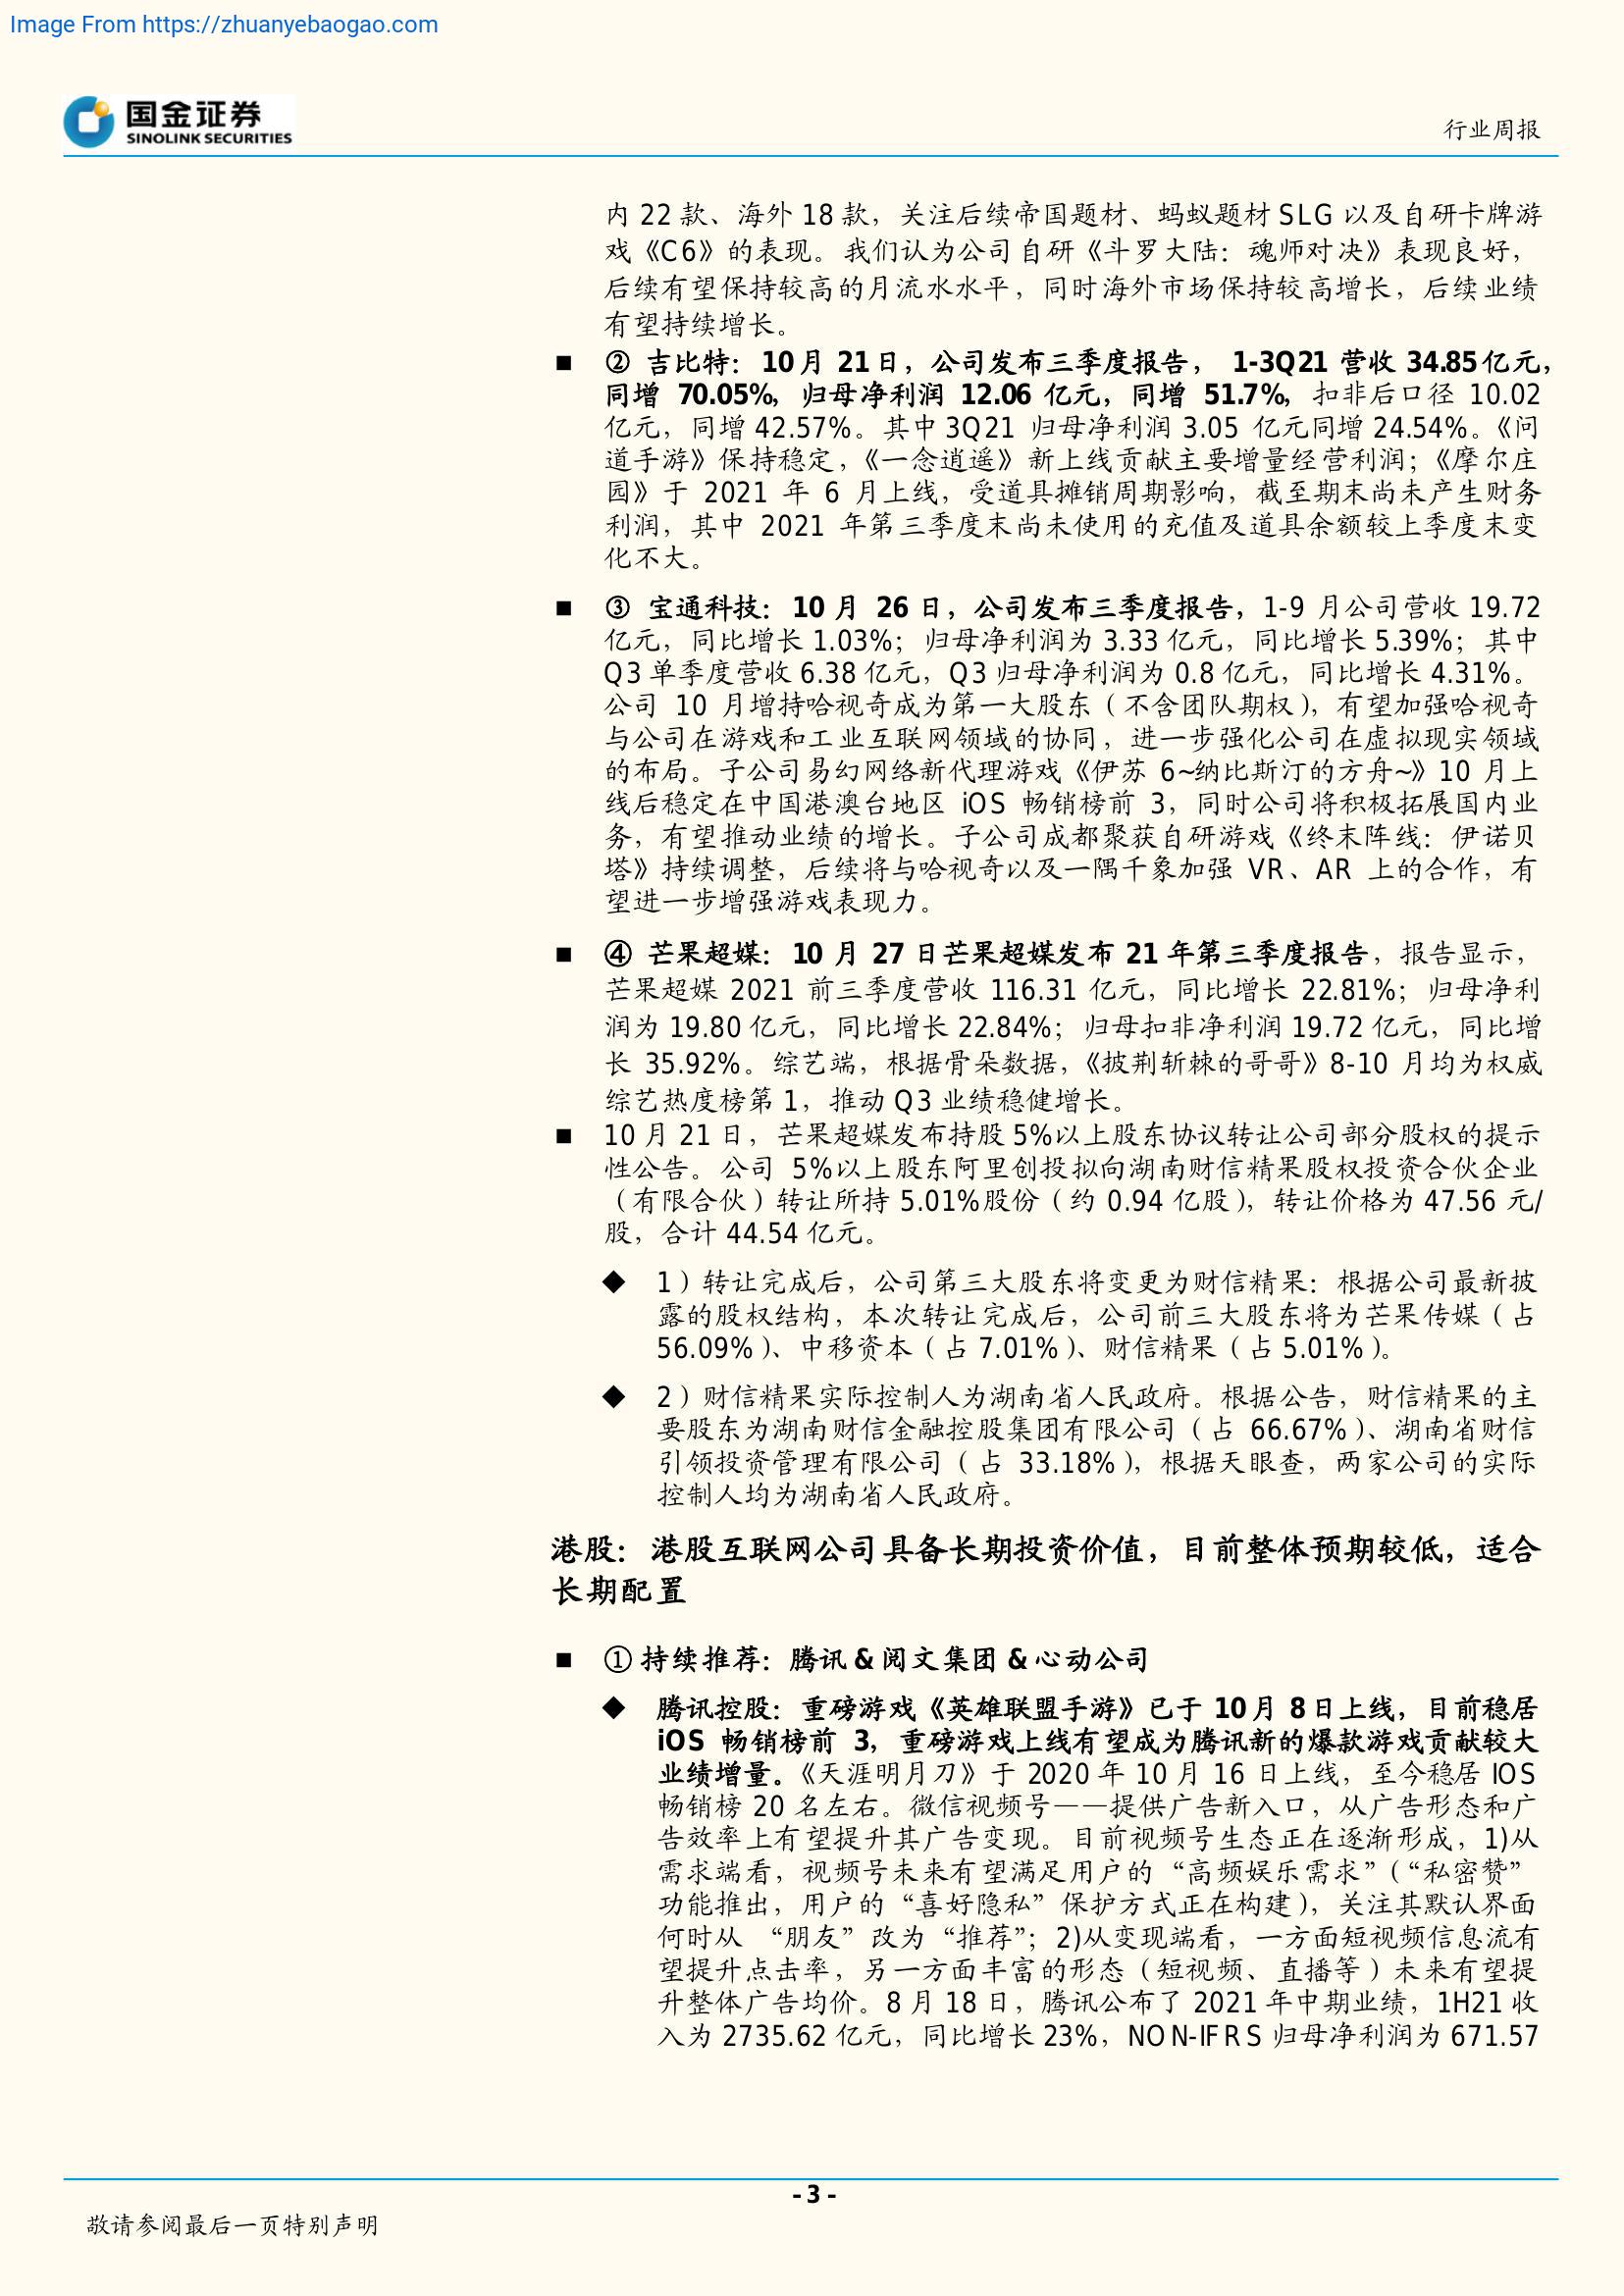 Image From https://zhuanyebaogao.com
国金证券
SINOLINK SECURITIES
行业周报
内 22 款、海外 18 款，关注后续帝国题材、蚂蚁题材 SLG 以及自研卡牌游
戏《C6》的表现。我们认为公司自研《斗罗大陆：魂师对决》表现良好，
后续有望保持较高的月流水水平，同时海外市场保持较高增长，后续业绩
有望持续增长。
■ ② 吉比特：10 月 21 日，公司发布三季度报告， 1-3Q21 营收 34.85 亿元，
同增 70.05%，归母净利润 12.06 亿元，同增 51.7%，扣非后口径 10.02
亿元，同增 42.57%。其中 3Q21 归母净利润 3.05 亿元同增 24.54%。《问
道手游》保持稳定，《一念逍遥》新上线贡献主要增量经营利润；《摩尔庄
园》于 2021 年 6 月上线，受道具摊销周期影响，截至期末尚未产生财务
利润，其中 2021 年第三季度末尚未使用的充值及道具余额较上季度末变
化不大。
■ ③ 宝通科技：10 月 26 日，公司发布三季度报告，1-9 月公司营收 19.72
亿元，同比增长 1.03%；归母净利润为 3.33 亿元，同比增长 5.39%；其中
Q3 单季度营收 6.38 亿元，Q3 归母净利润为 0.8 亿元，同比增长 4.31%。
公司 10 月增持哈视奇成为第一大股东（不含团队期权），有望加强哈视奇
与公司在游戏和工业互联网领域的协同，进一步强化公司在虚拟现实领域
的布局。子公司易幻网络新代理游戏《伊苏 6~纳比斯汀的方舟~》10 月上
线后稳定在中国港澳台地区 iOS 畅销榜前 3，同时公司将积极拓展国内业
务，有望推动业绩的增长。子公司成都聚获自研游戏《终末阵线：伊诺贝
塔》持续调整，后续将与哈视奇以及一隅千象加强 VR、AR 上的合作，有
望进一步增强游戏表现力。
■ ④ 芒果超媒：10 月 27 日芒果超媒发布 21 年第三季度报告，报告显示，
芒果超媒 2021 前三季度营收 116.31 亿元，同比增长 22.81%；归母净利
润为 19.80 亿元，同比增长 22.84%；归母扣非净利润 19.72 亿元，同比增
长 35.92%。综艺端，根据骨朵数据，《披荆斩棘的哥哥》8-10 月均为权威
综艺热度榜第 1，推动 Q3 业绩稳健增长。
■ 10 月 21 日，芒果超媒发布持股 5%以上股东协议转让公司部分股权的提示
性公告。公司 5%以上股东阿里创投拟向湖南财信精果股权投资合伙企业
（有限合伙）转让所持 5.01%股份（约 0.94 亿股），转让价格为 47.56 元/
股，合计 44.54 亿元。
◆ 1）转让完成后，公司第三大股东将变更为财信精果：根据公司最新披
露的股权结构，本次转让完成后，公司前三大股东将为芒果传媒（占
56.09%）、中移资本（占 7.01%）、财信精果（占 5.01%）。
◆ 2）财信精果实际控制人为湖南省人民政府。根据公告，财信精果的主
要股东为湖南财信金融控股集团有限公司（占 66.67%）、湖南省财信
引领投资管理有限公司（占 33.18%），根据天眼查，两家公司的实际
控制人均为湖南省人民政府。
港股：港股互联网公司具备长期投资价值，目前整体预期较低，适合
长期配置
■ ① 持续推荐：腾讯＆阅文集团＆心动公司
◆ 腾讯控股：重磅游戏《英雄联盟手游》已于 10 月 8 日上线，目前稳居
iOS 畅销榜前 3，重磅游戏上线有望成为腾讯新的爆款游戏贡献较大
业绩增量。《天涯明月刀》于 2020 年 10 月 16 日上线，至今稳居 IOS
畅销榜 20 名左右。微信视频号——提供广告新入口，从广告形态和广
告效率上有望提升其广告变现。目前视频号生态正在逐渐形成，1)从
需求端看，视频号未来有望满足用户的“高频娱乐需求”（“私密赞”
功能推出，用户的“喜好隐私”保护方式正在构建），关注其默认界面
何时从 “朋友”改为“推荐”；2)从变现端看，一方面短视频信息流有
望提升点击率，另一方面丰富的形态（短视频、直播等）未来有望提
升整体广告均价。8 月 18 日，腾讯公布了 2021 年中期业绩，1H21 收
入为 2735.62 亿元，同比增长 23%，NON-IFRS 归母净利润为 671.57
- 3 -
敬请参阅最后一页特别声明